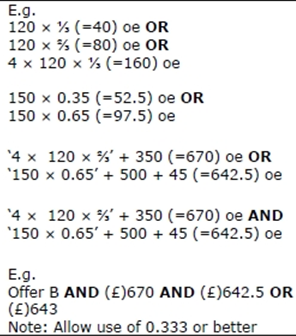 E.g.
120 × ⅓ (=40) oe OR
120 × ⅔ (=80) oe OR
4 × 120 × ⅓ (=160) oe
150 × 0.35 (=52.5) oe OR
150 × 0.65 (=97.5) oe
‘4 × 120 × ⅔’ + 350 (=670) oe OR
‘150 × 0.65’ + 500 + 45 (=642.5) oe
‘4 × 120 × ⅔’ + 350 (=670) oe AND
‘150 × 0.65’ + 500 + 45 (=642.5) oe
E.g.
Offer B AND (£)670 AND (£)642.5 OR
(£)643
Note: Allow use of 0.333 or better